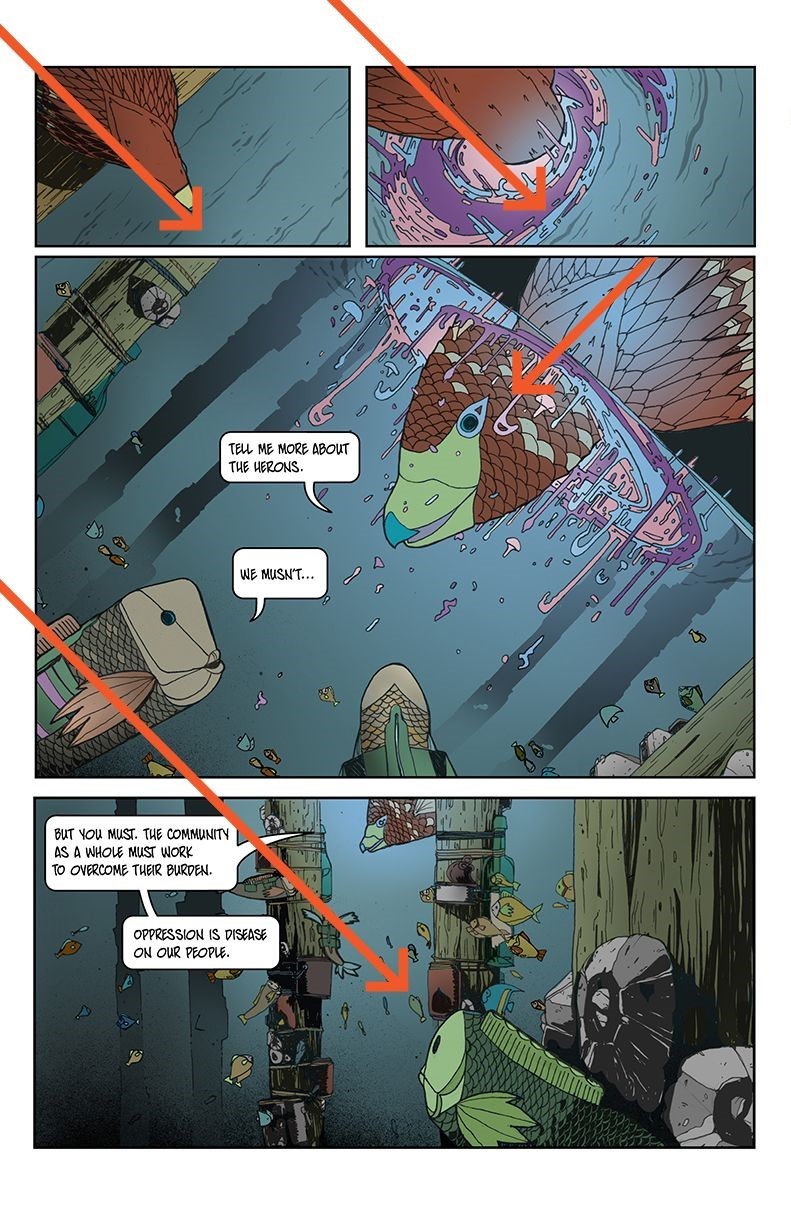 TELL ME MORE ABOUT
THE HERONS.
WE MUSN'T...
BUT YOU MUST. THE COMMUNITY
AS A WHOLE MUST WORK
TO OVERCOME THEIR BURDEN.
OPPRESSION IS DISEASE
ON OUR PEOPLE.